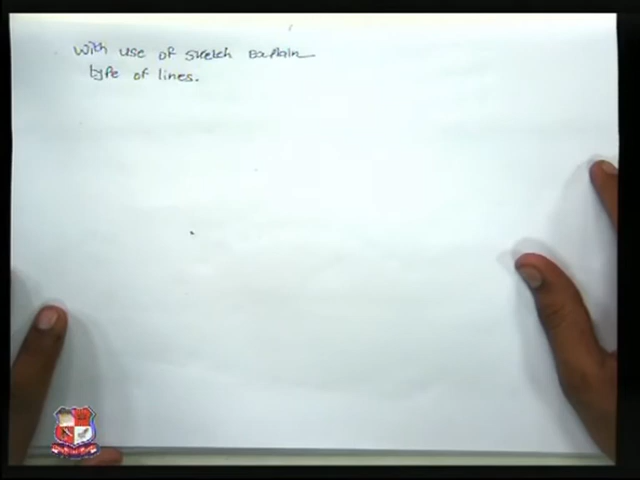 With use of sketch Explain
type of lines.